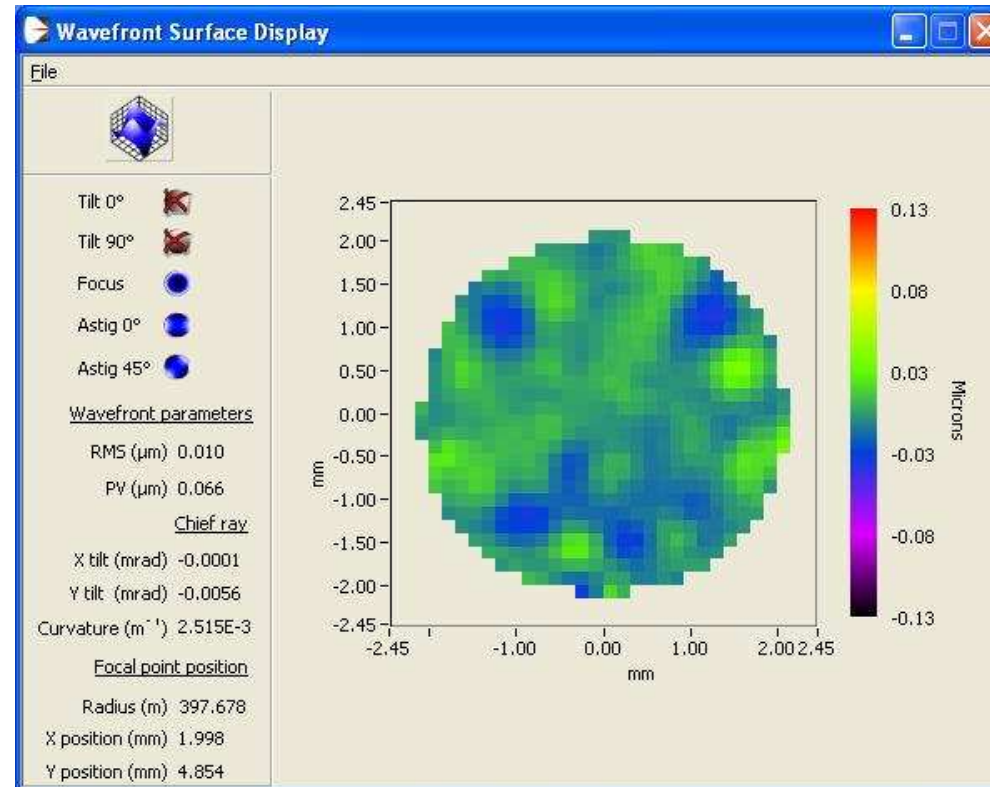 Wavefront Surface Display
File
Tilt 0°
Tilt 90°
Focus
Astig 0°
Astig 45°
Wavefront parameters
RMS (µm) 0.010
PV (µm) 0.066
Chief ray
X tilt (mrad) -0.0001
Y tilt (mrad) -0.0056
Curvature (m⁻¹) 2.515E-3
Focal point position
Radius (m) 397.678
X position (mm) 1.998
Y position (mm) 4.854
2.45
2.00
1.50
1.00
0.50
0.00
-0.50
-1.00
-1.50
-2.00
-2.45
mm
-2.45 -1.00 0.00 1.00 2.00 2.45
mm
0.13
0.08
0.03
-0.03
-0.08
-0.13
Microns